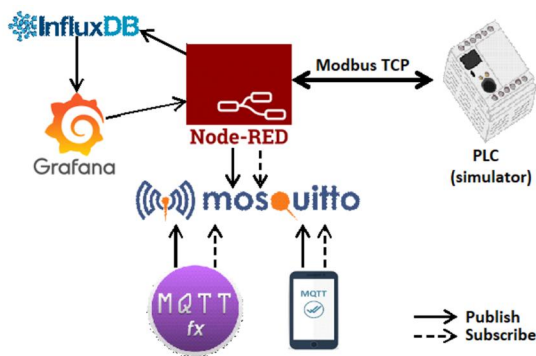 InfluxDB
Modbus TCP
Node-RED
Grafana
PLC
(simulator)
mosquitto
MQTT
fx
MQTT
Publish
Subscribe